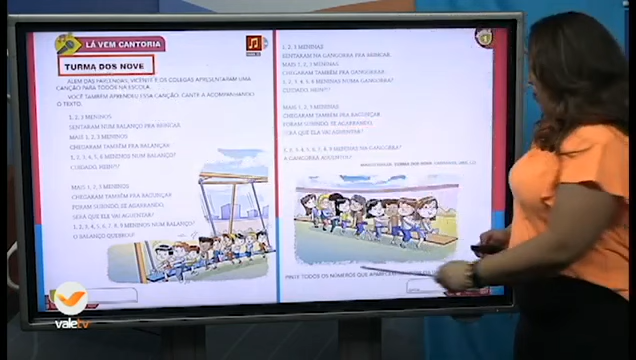 LÁ VEM CANTORIA
TURMA DOS NOVE
ALÉM DAS PARLENDAS, VICENTE E OS COLEGAS APRESENTARAM UMA
CANÇÃO PARA TODOS NA ESCOLA.
VOCÊ TAMBÉM APRENDEU ESSA CANÇÃO. CANTE-A ACOMPANHANDO
O TEXTO.
1, 2, 3 MENINOS
SENTARAM NUM BALANÇO PRA BRINCAR.
MAIS 1, 2, 3 MENINOS
CHEGARAM TAMBÉM PRA BALANÇAR.
1, 2, 3, 4, 5, 6 MENINOS NUM BALANÇO?
CUIDADO, HEIN?!
MAIS 1, 2, 3 MENINOS
CHEGARAM TAMBÉM PRA BAGUNÇAR.
FORAM SUBINDO, SE AGARRANDO,
SERÁ QUE ELE VAI AGUENTAR?
1, 2, 3, 4, 5, 6, 7, 8, 9 MENINOS NUM BALANÇO?
O BALANÇO QUEBROU!
1, 2, 3 MENINAS
SENTARAM NA GANGORRA PRA BRINCAR.
MAIS 1, 2, 3 MENINAS
CHEGARAM TAMBÉM PRA GANGORRAR.
1, 2, 3, 4, 5, 6 MENINAS NUMA GANGORRA?
CUIDADO, HEIN?!
MAIS 1, 2, 3 MENINAS
CHEGARAM TAMBÉM PRA BAGUNÇAR.
FORAM SUBINDO, SE AGARRANDO,
SERÁ QUE ELA VAI AGUENTAR?
1, 2, 3, 4, 5, 6, 7, 8, 9 MENINAS NA GANGORRA?
A GANGORRA AGUENTOU!
TURMA DOS NOVE
PINTE TODOS OS NÚMEROS QUE APARECEM
valetv